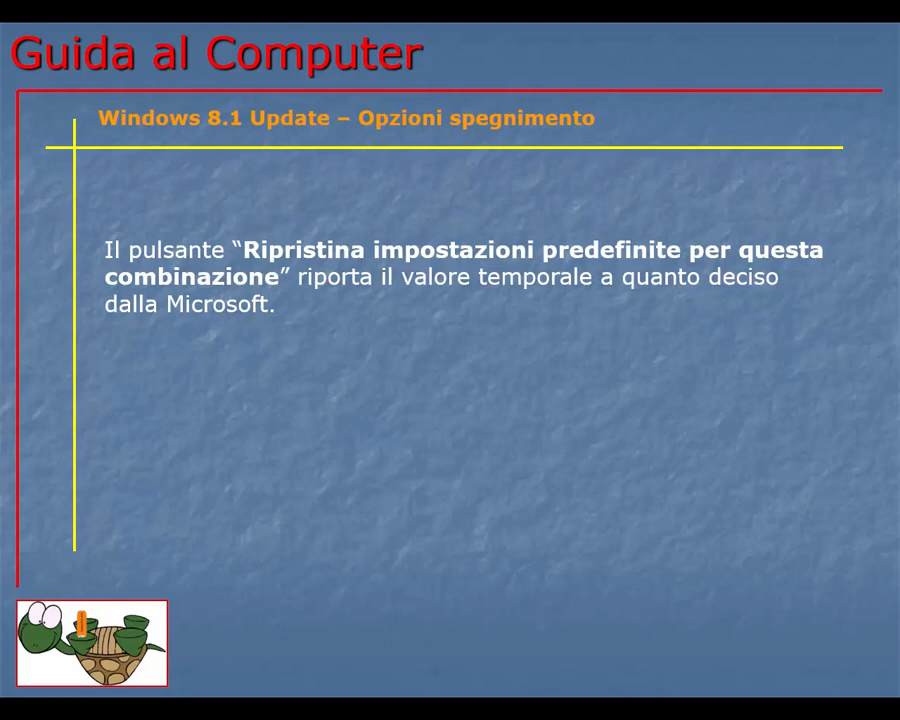 Guida al Computer
Windows 8.1 Update – Opzioni spegnimento
Il pulsante “Ripristina impostazioni predefinite per questa
combinazione” riporta il valore temporale a quanto deciso
dalla Microsoft.